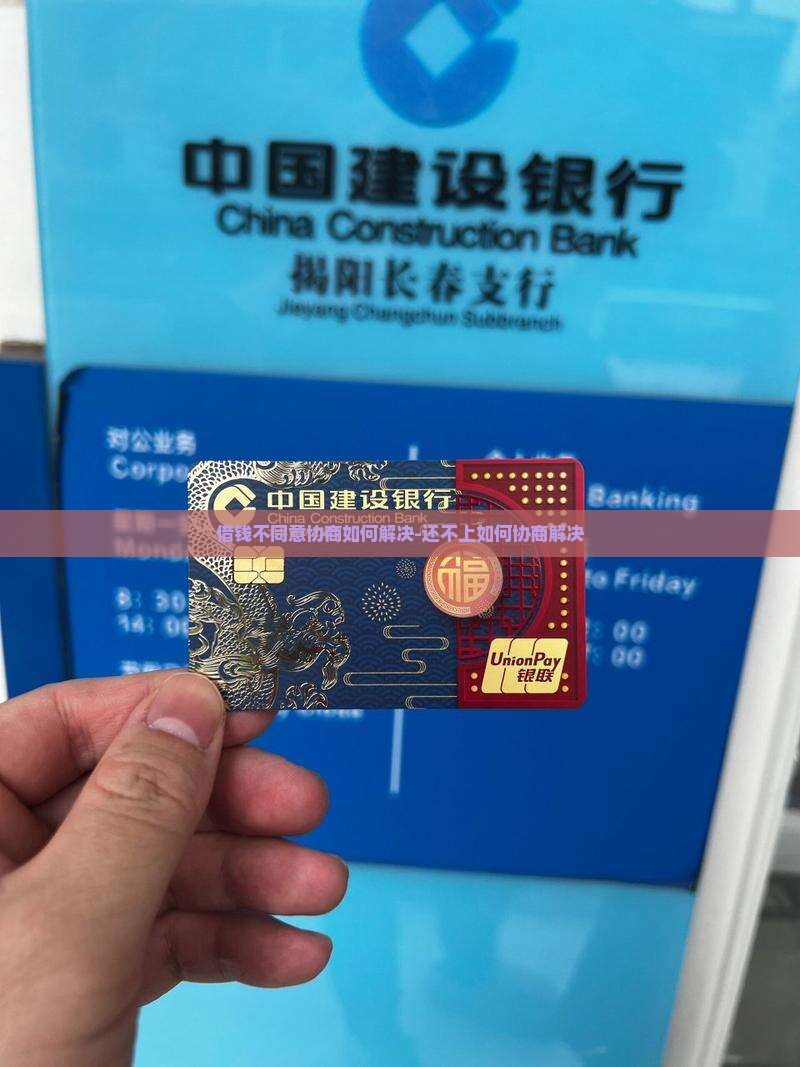 中国建设银行
China Construction Bank
揭阳长春支行
Jieyang Changchun Subbranch
对公业务
Corpo
Banking
中国建设银行
China Construction Bank
借钱不同意协商如何解决-还不上如何协商解决
Mond
to Friday
8:30
14:0
:00
:00
福
UnionPay
银联